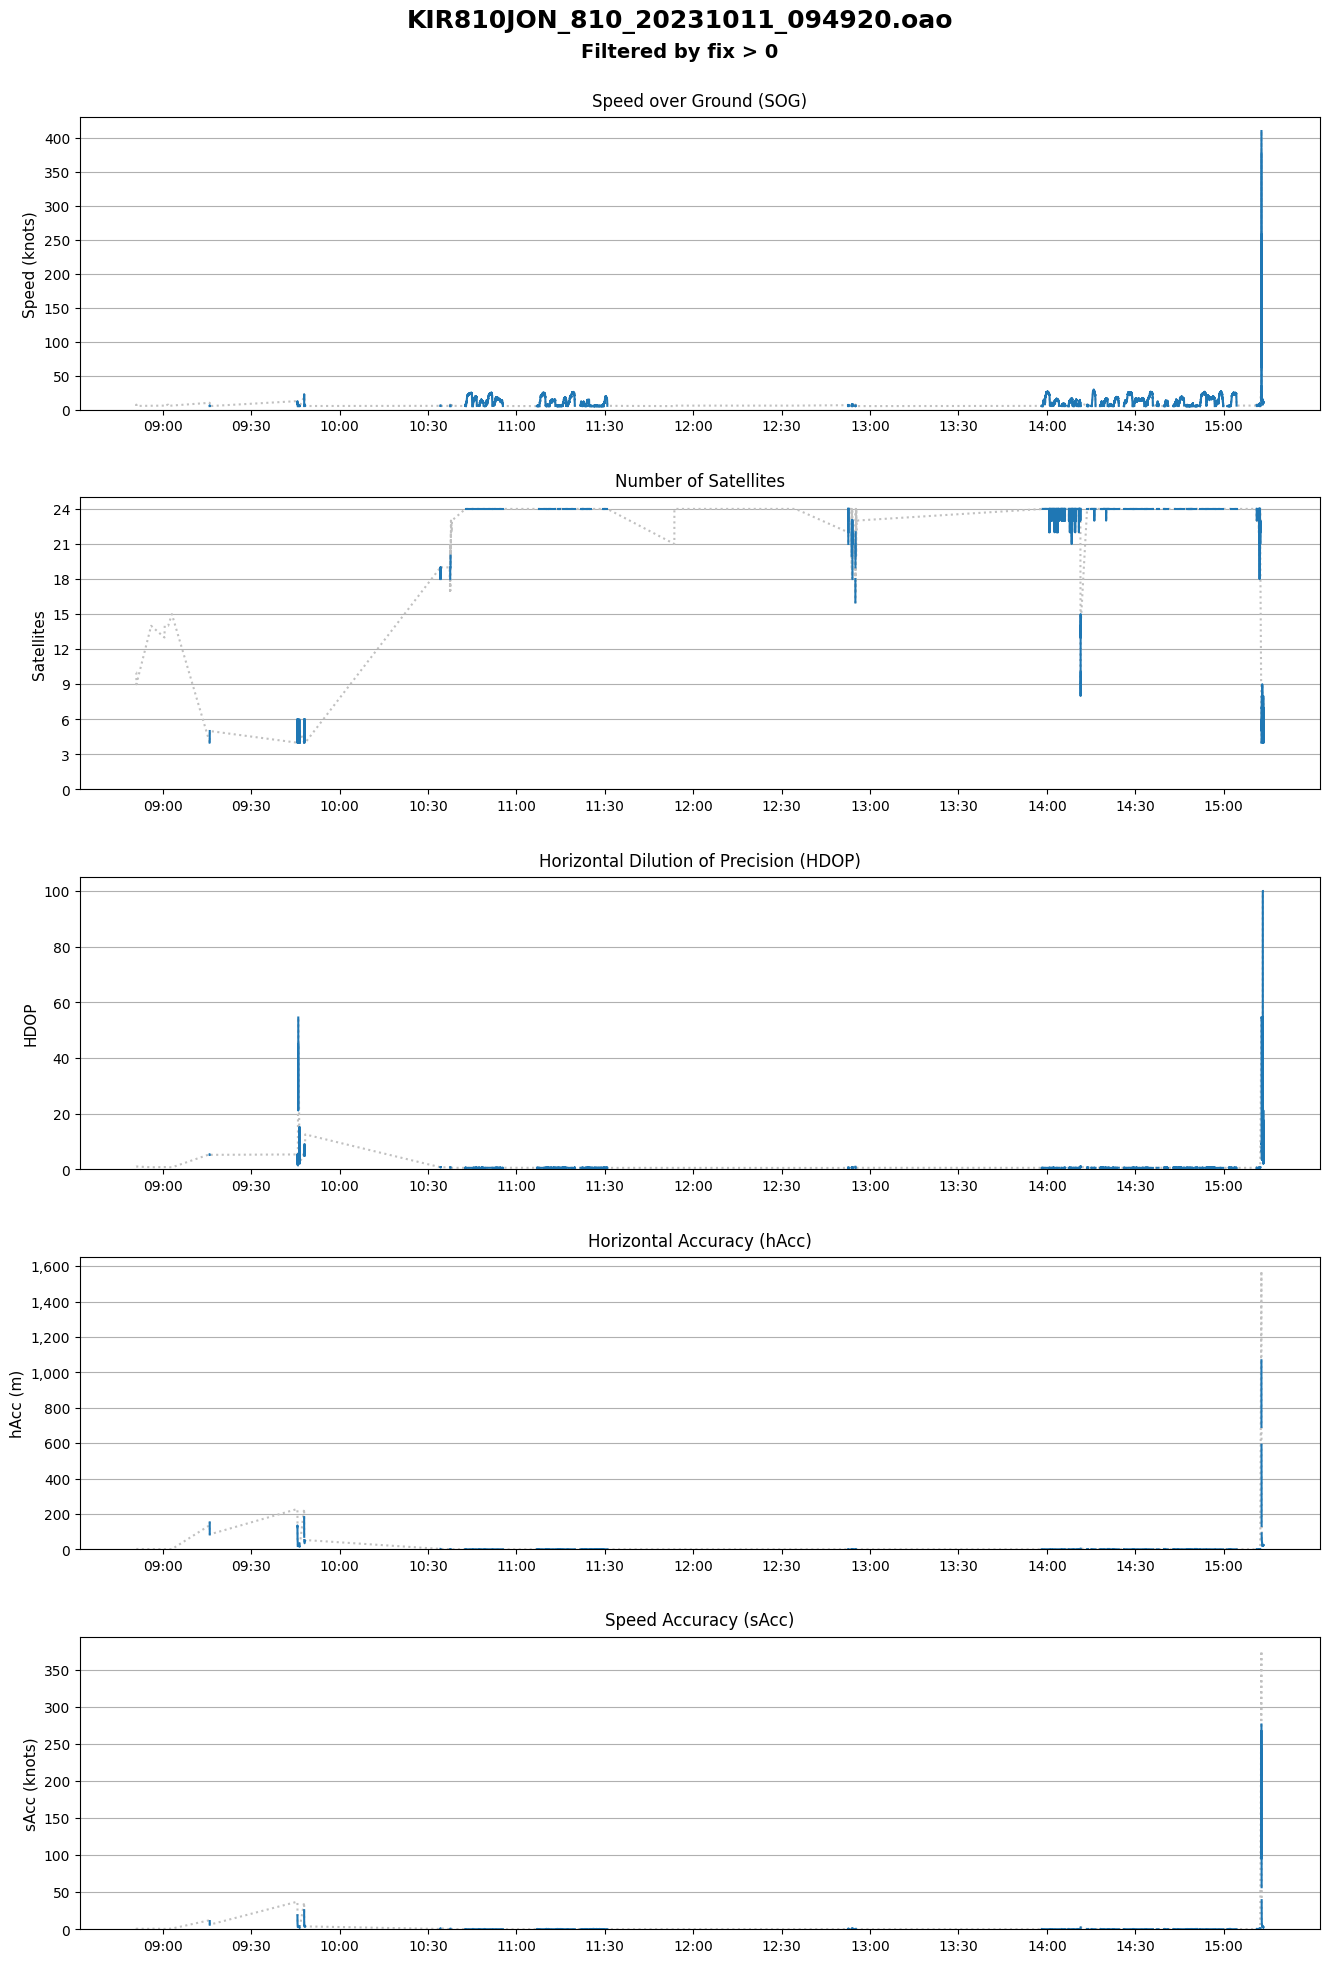 KIR810JON_810_20231011_094920.oao
Filtered by fix > 0
Speed over Ground (SOG)
Speed (knots)
400
350
300
250
200
150
100
50
0
09:00 09:30 10:00 10:30 11:00 11:30 12:00 12:30 13:00 13:30 14:00 14:30 15:00
Number of Satellites
Satellites
24
21
18
15
12
9
6
3
0
09:00 09:30 10:00 10:30 11:00 11:30 12:00 12:30 13:00 13:30 14:00 14:30 15:00
Horizontal Dilution of Precision (HDOP)
HDOP
100
80
60
40
20
0
09:00 09:30 10:00 10:30 11:00 11:30 12:00 12:30 13:00 13:30 14:00 14:30 15:00
Horizontal Accuracy (hAcc)
hAcc (m)
1,600
1,400
1,200
1,000
800
600
400
200
0
09:00 09:30 10:00 10:30 11:00 11:30 12:00 12:30 13:00 13:30 14:00 14:30 15:00
Speed Accuracy (sAcc)
sAcc (knots)
350
300
250
200
150
100
50
0
09:00 09:30 10:00 10:30 11:00 11:30 12:00 12:30 13:00 13:30 14:00 14:30 15:00